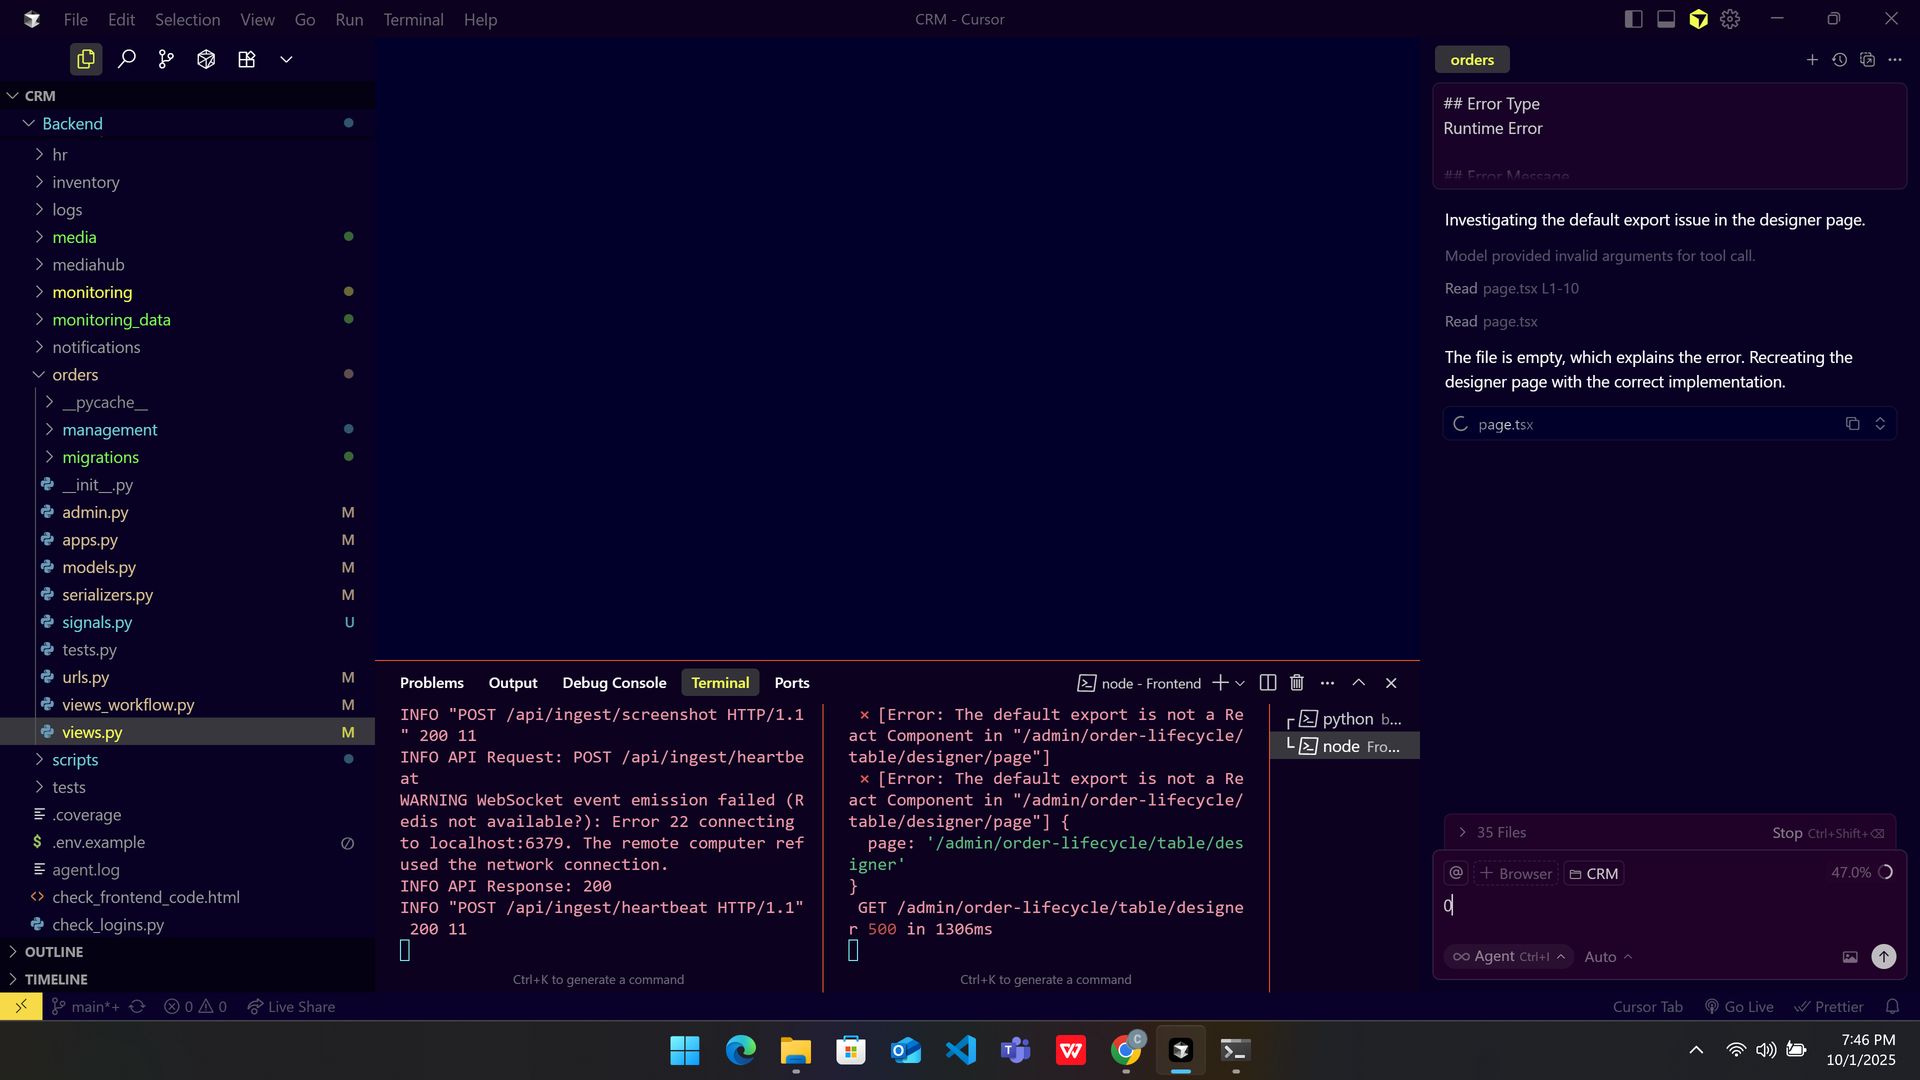 File Edit Selection View Go Run Terminal Help
CRM - Cursor
CRM
Backend
hr
inventory
logs
media
mediahub
monitoring
monitoring_data
notifications
orders
__pycache__
management
migrations
__init__.py
admin.py M
apps.py M
models.py M
serializers.py M
signals.py U
tests.py
urls.py M
views_workflow.py M
views.py M
scripts
tests
.coverage
.env.example
agent.log
check_frontend_code.html
check_logins.py
OUTLINE
TIMELINE
Problems Output Debug Console Terminal Ports
node - Frontend
INFO "POST /api/ingest/screenshot HTTP/1.1
" 200 11
INFO API Request: POST /api/ingest/heartbe
at
WARNING WebSocket event emission failed (R
edis not available?): Error 22 connecting
to localhost:6379. The remote computer ref
used the network connection.
INFO API Response: 200
INFO "POST /api/ingest/heartbeat HTTP/1.1"
200 11
Ctrl+K to generate a command
⨯ [Error: The default export is not a Re
act Component in "/admin/order-lifecycle/
table/designer/page"]
⨯ [Error: The default export is not a Re
act Component in "/admin/order-lifecycle/
table/designer/page"] {
page: '/admin/order-lifecycle/table/des
igner'
}
GET /admin/order-lifecycle/table/designe
r 500 in 1306ms
Ctrl+K to generate a command
python b...
node Fro...
orders
## Error Type
Runtime Error
## Error Message
Investigating the default export issue in the designer page.
Model provided invalid arguments for tool call.
Read page.tsx L1-10
Read page.tsx
The file is empty, which explains the error. Recreating the
designer page with the correct implementation.
page.tsx
35 Files Stop Ctrl+Shift+⌫
@ + Browser CRM 47.0%
0
Agent Ctrl+I Auto
main*+ 0 0 Live Share
Cursor Tab Go Live Prettier
7:46 PM
10/1/2025